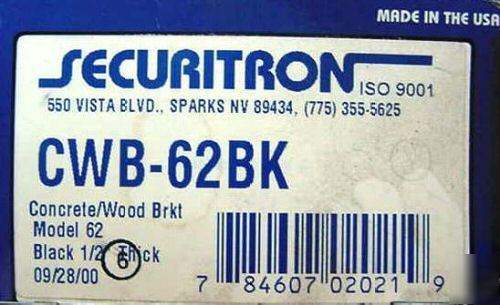 MADE IN THE USA
SECURITRON
ISO 9001
550 VISTA BLVD., SPARKS NV 89434, (775) 355-5625
CWB-62BK
Concrete/Wood Brkt
Model 62
Black 1/2" Thick
6
09/28/00
7 84607 02021 9